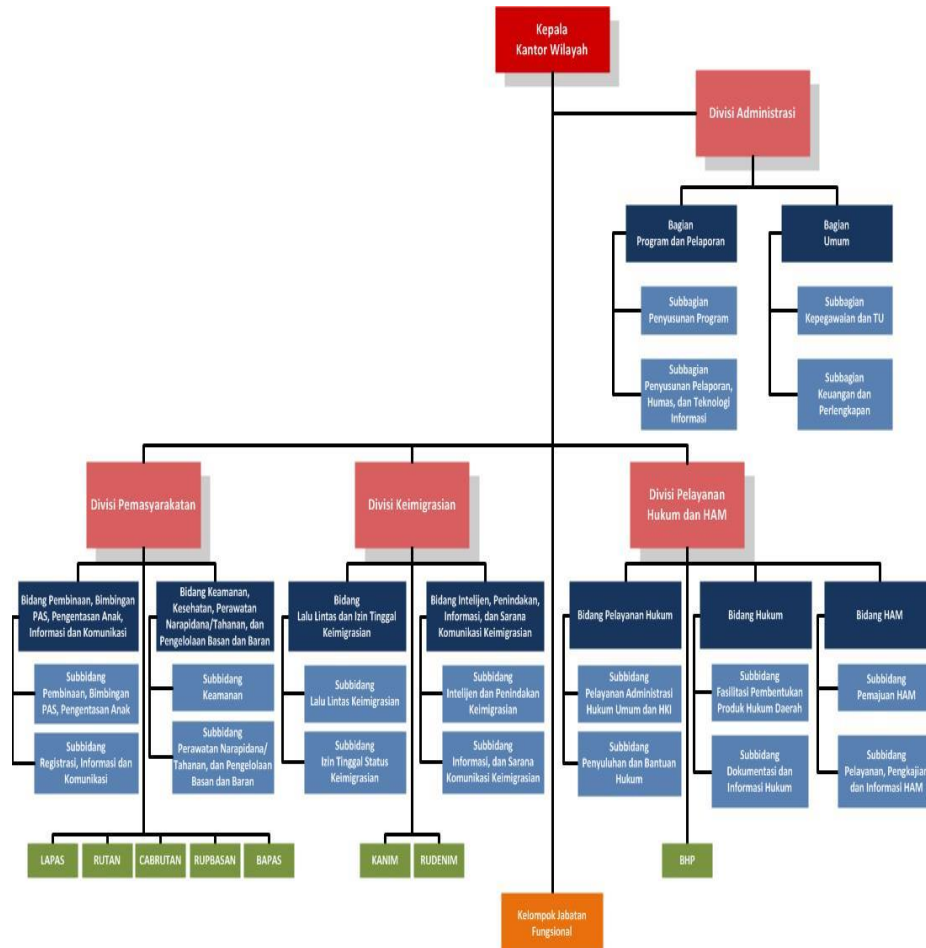 Kepala
Kantor Wilayah
Divisi Administrasi
Bagian
Program dan Pelaporan
Bagian
Umum
Subbagian
Penyusunan Program
Subbagian
Kepegawaian dan TU
Subbagian
Penyusunan Pelaporan,
Humas, dan Teknologi
Informasi
Subbagian
Keuangan dan
Perlengkapan
Divisi Pemasyarakatan
Divisi Keimigrasian
Divisi Pelayanan
Hukum dan HAM
Bidang Pembinaan, Bimbingan
PAS, Pengentasan Anak,
Informasi dan Komunikasi
Bidang Keamanan,
Kesehatan, Perawatan
Narapidana/Tahanan, dan
Pengelolaan Basan dan Baran
Bidang
Lalu Lintas dan Izin Tinggal
Keimigrasian
Bidang Intelijen, Penindakan,
Informasi, dan Sarana
Komunikasi Keimigrasian
Bidang Pelayanan Hukum
Bidang Hukum
Bidang HAM
Subbidang
Pembinaan, Bimbingan
PAS, Pengentasan Anak
Subbidang
Keamanan
Subbidang
Lalu Lintas Keimigrasian
Subbidang
Intelijen dan Penindakan
Keimigrasian
Subbidang
Pelayanan Administrasi
Hukum Umum dan HKI
Subbidang
Fasilitasi Pembentukan
Produk Hukum Daerah
Subbidang
Pemajuan HAM
Subbidang
Registrasi, Informasi dan
Komunikasi
Subbidang
Perawatan Narapidana/
Tahanan, dan Pengelolaan
Basan dan Baran
Subbidang
Izin Tinggal Status
Keimigrasian
Subbidang
Informasi, dan Sarana
Komunikasi Keimigrasian
Subbidang
Penyuluhan dan Bantuan
Hukum
Subbidang
Dokumentasi dan
Informasi Hukum
Subbidang
Pelayanan, Pengkajian
dan Informasi HAM
LAPAS
RUTAN
CABRUTAN
RUPBASAN
BAPAS
KANIM
RUDENIM
BHP
Kelompok Jabatan
Fungsional